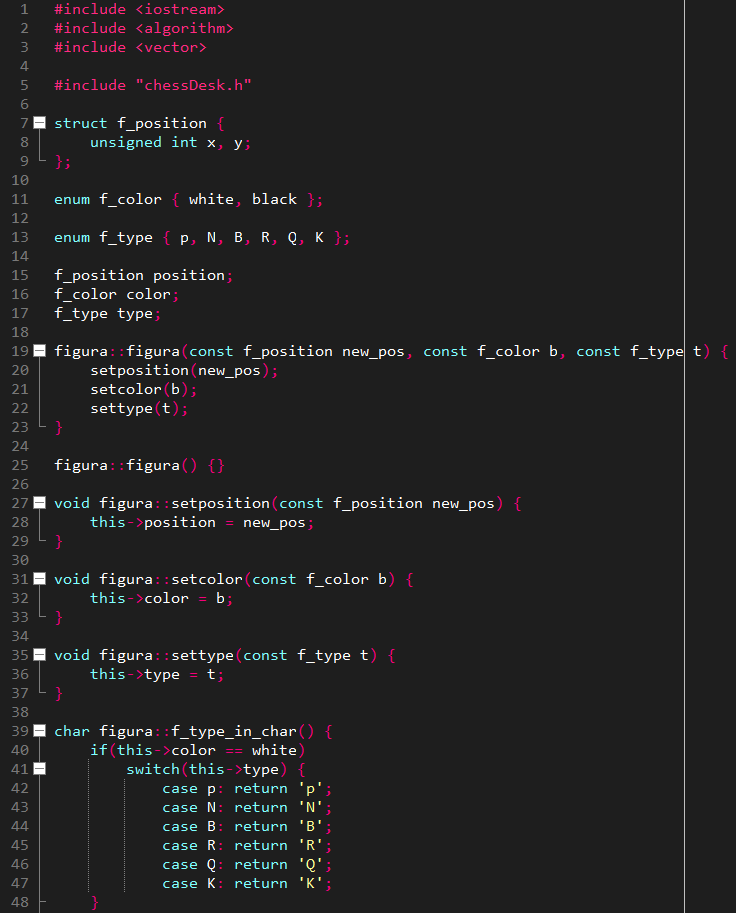 1 #include <iostream>
2 #include <algorithm>
3 #include <vector>
4
5 #include "chessDesk.h"
6
7 struct f_position {
8 unsigned int x, y;
9 };
10
11 enum f_color { white, black };
12
13 enum f_type { p, N, B, R, Q, K };
14
15 f_position position;
16 f_color color;
17 f_type type;
18
19 figura::figura(const f_position new_pos, const f_color b, const f_type t) {
20 setposition(new_pos);
21 setcolor(b);
22 settype(t);
23 }
24
25 figura::figura() {}
26
27 void figura::setposition(const f_position new_pos) {
28 this->position = new_pos;
29 }
30
31 void figura::setcolor(const f_color b) {
32 this->color = b;
33 }
34
35 void figura::settype(const f_type t) {
36 this->type = t;
37 }
38
39 char figura::f_type_in_char() {
40 if(this->color == white)
41 switch(this->type) {
42 case p: return 'p';
43 case N: return 'N';
44 case B: return 'B';
45 case R: return 'R';
46 case Q: return 'Q';
47 case K: return 'K';
48 }